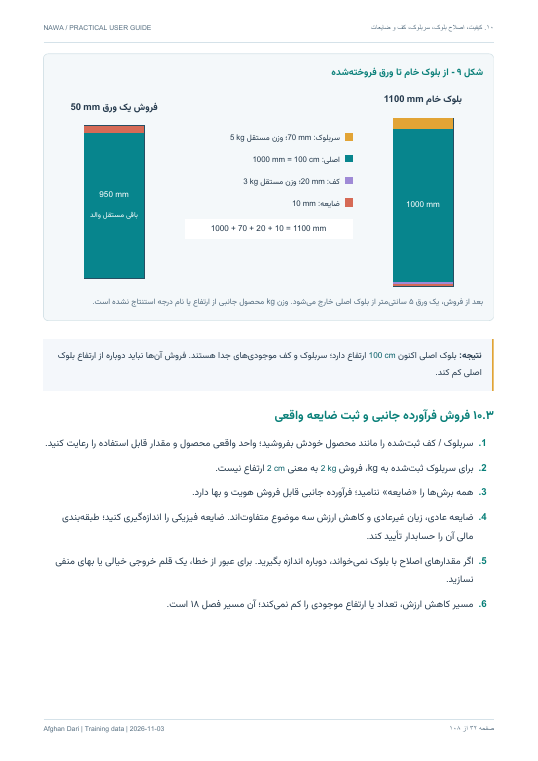 ۱۰. کیفیت، اصلاح بلوک، سربلوک، کف و ضایعات
NAWA / PRACTICAL USER GUIDE
شکل ۹ - از بلوک خام تا ورق فروخته‌شده
بلوک خام 1100 mm
فروش یک ورق 50 mm
سربلوک: 70 mm؛ وزن مستقل 5 kg
اصلی: 1000 mm = 100 cm
کف: 20 mm؛ وزن مستقل 3 kg
ضایعه: 10 mm
1000 + 70 + 20 + 10 = 1100 mm
1000 mm
950 mm
باقی مستقل والد
بعد از فروش، یک ورق ۵ سانتی‌متر از بلوک اصلی خارج می‌شود. وزن kg محصول جانبی از ارتفاع یا نام درجه استنتاج نشده است.
نتیجه: بلوک اصلی اکنون 100 cm ارتفاع دارد؛ سربلوک و کف موجودی‌های جدا هستند. فروش آن‌ها نباید دوباره از ارتفاع بلوک
اصلی کم کند.
۱۰.۳ فروش فرآورده جانبی و ثبت ضایعه واقعی
1. سربلوک / کف ثبت‌شده را مانند محصول خودش بفروشید؛ واحد واقعی محصول و مقدار قابل استفاده را رعایت کنید.
2. برای سربلوک ثبت‌شده به kg، فروش 2 kg به معنی 2 cm ارتفاع نیست.
3. همه برش‌ها را «ضایعه» ننامید؛ فرآورده جانبی قابل فروش هویت و بها دارد.
4. ضایعه عادی، زیان غیرعادی و کاهش ارزش سه موضوع متفاوت‌اند. ضایعه فیزیکی را اندازه‌گیری کنید؛ طبقه‌بندی
مالی آن را حسابدار تأیید کند.
5. اگر مقدارهای اصلاح با بلوک نمی‌خواند، دوباره اندازه بگیرید. برای عبور از خطا، یک قلم خروجی خیالی یا بهای منفی
نسازید.
6. مسیر کاهش ارزش، تعداد یا ارتفاع موجودی را کم نمی‌کند؛ آن مسیر فصل ۱۸ است.
صفحه ۳۲ از ۱۰۸
Afghan Dari | Training data | 2026-11-03